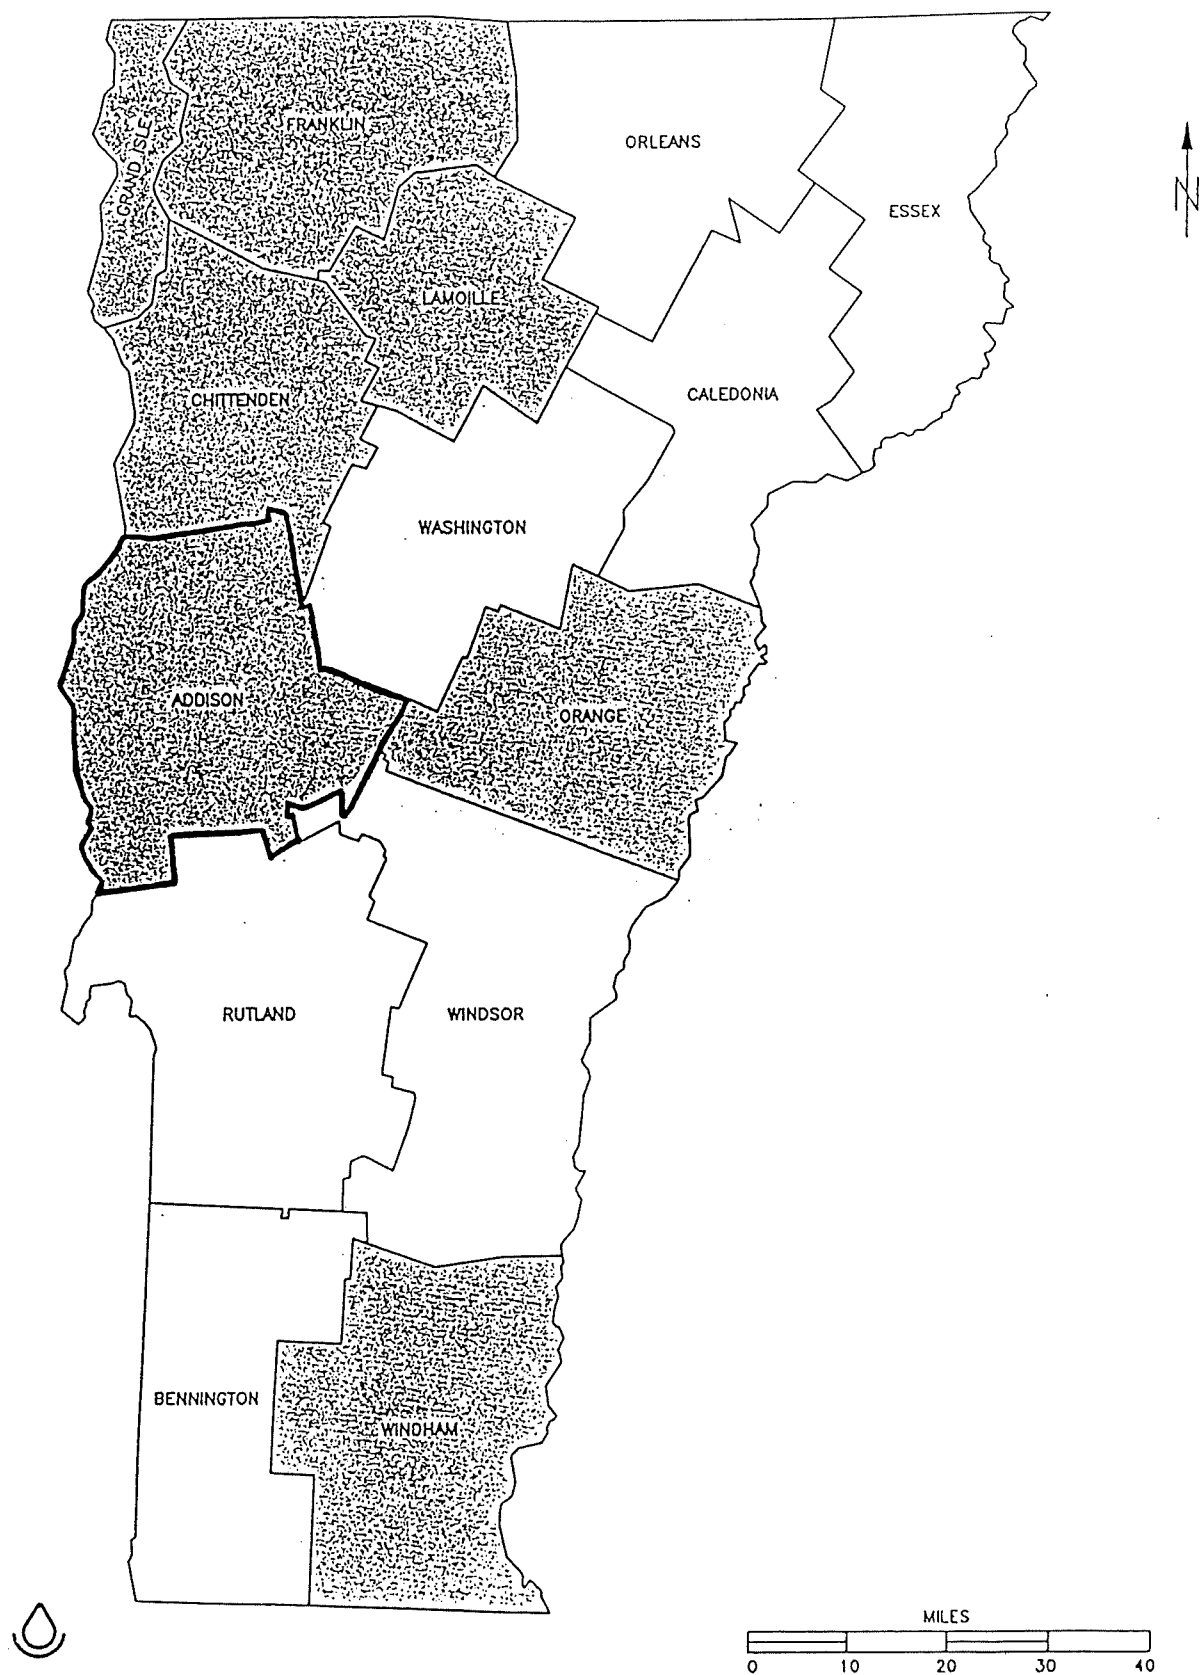 FRANKLIN
ORLEANS
GRAND ISLE
N
ESSEX
LAMOILLE
CALEDONIA
CHITTENDEN
WASHINGTON
ADDISON
ORANGE
RUTLAND
WINDSOR
BENNINGTON
WINDHAM
MILES
0 10 20 30 40